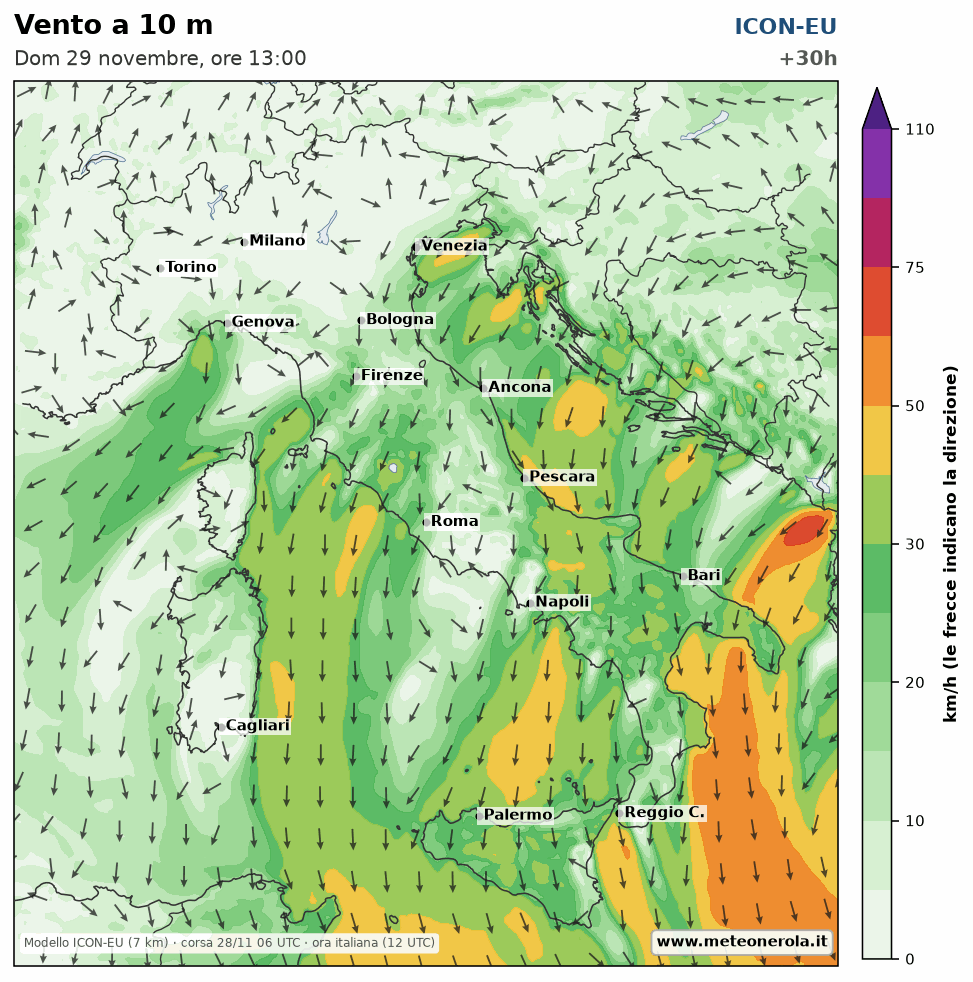 Vento a 10 m
ICON-EU
Dom 29 novembre, ore 13:00
+30h
110
75
50
30
20
10
0
km/h (le frecce indicano la direzione)
Venezia
Milano
Torino
Genova
Bologna
Firenze
Ancona
Pescara
Roma
Bari
Napoli
Cagliari
Palermo
Reggio C.
Modello ICON-EU (7 km) · corsa 28/11 06 UTC · ora italiana (12 UTC)
www.meteonerola.it